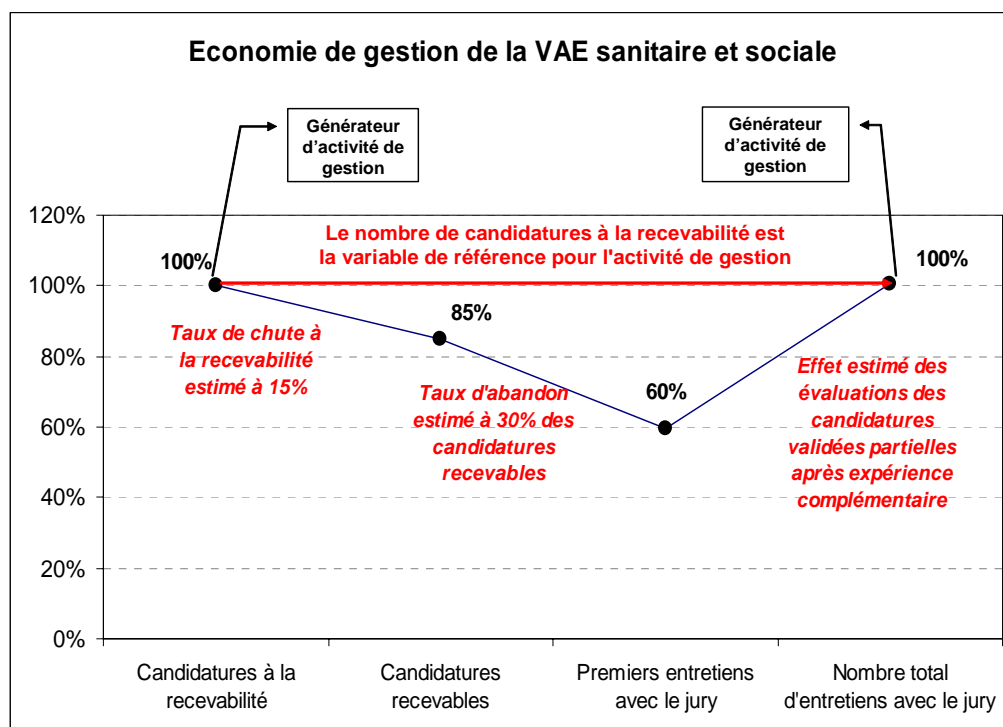 Economie de gestion de la VAE sanitaire et sociale
Générateur
d'activité de
gestion
Générateur
d'activité de
gestion
120%
100%
80%
60%
40%
20%
0%
Le nombre de candidatures à la recevabilité est
la variable de référence pour l'activité de gestion
100%
85%
60%
100%
Taux de chute à
la recevabilité
estimé à 15%
Taux d'abandon
estimé à 30% des
candidatures
recevables
Effet estimé des
évaluations des
candidatures
validées partielles
après expérience
complémentaire
Candidatures à la
recevabilité
Candidatures
recevables
Premiers entretiens
avec le jury
Nombre total
d'entretiens avec le jury